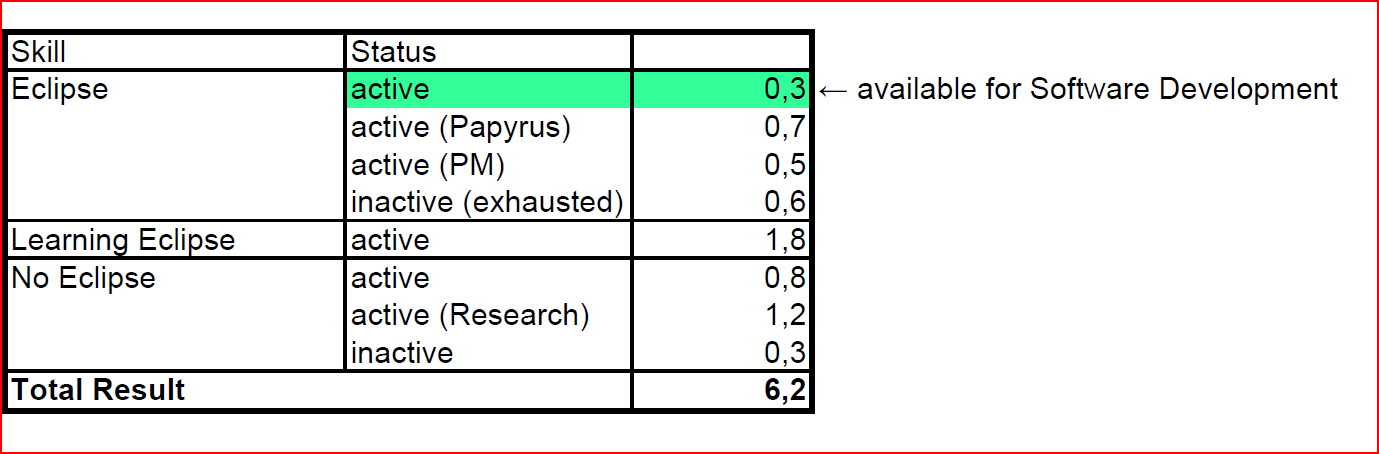 Skill Status
Eclipse active 0,3 ← available for Software Development
active (Papyrus) 0,7
active (PM) 0,5
inactive (exhausted) 0,6
Learning Eclipse active 1,8
No Eclipse active 0,8
active (Research) 1,2
inactive 0,3
Total Result 6,2